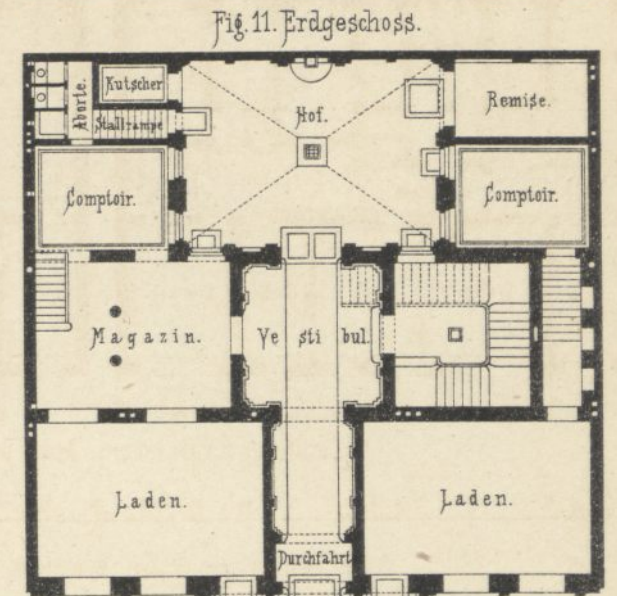 Fig. 11. Erdgeschoss.
Aborte.
Kutscher
Stallrampe
Hof.
Remise.
Comptoir.
Comptoir.
Magazin.
Vestibul.
Laden.
Laden.
Durchfahrt